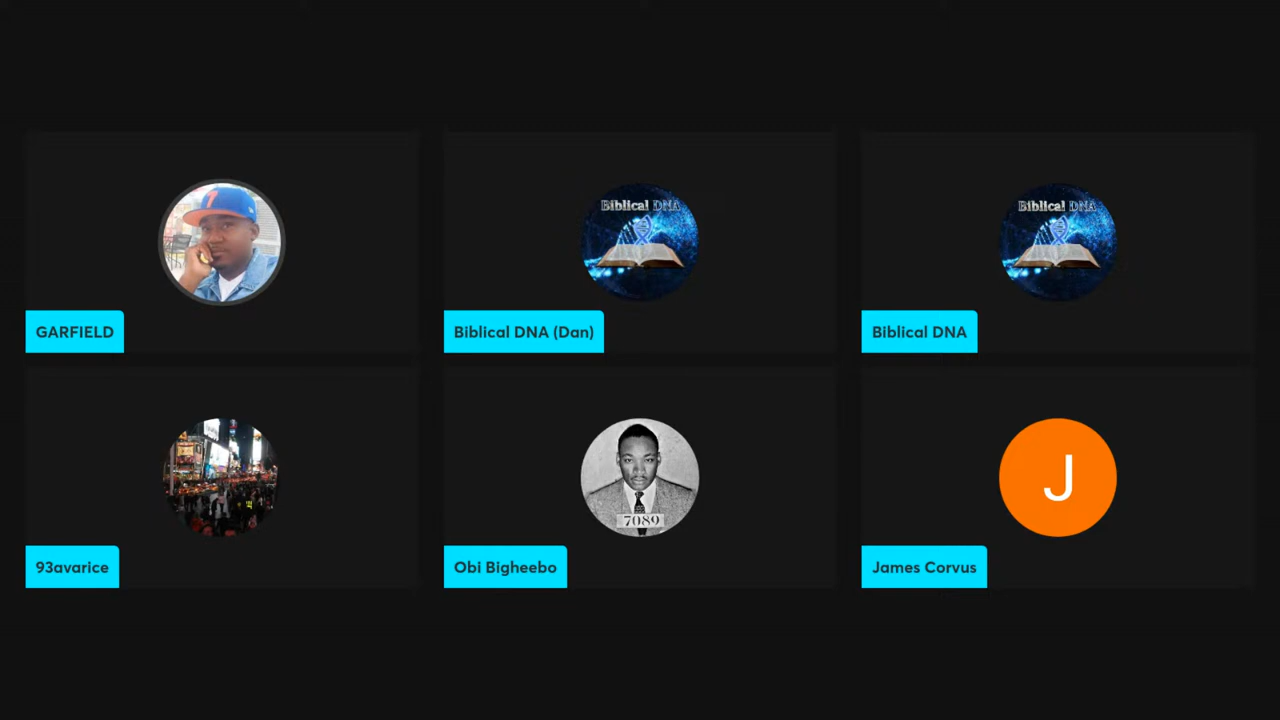 Biblical DNA
Biblical DNA
GARFIELD
Biblical DNA (Dan)
Biblical DNA
7089
J
93avarice
Obi Bigheebo
James Corvus